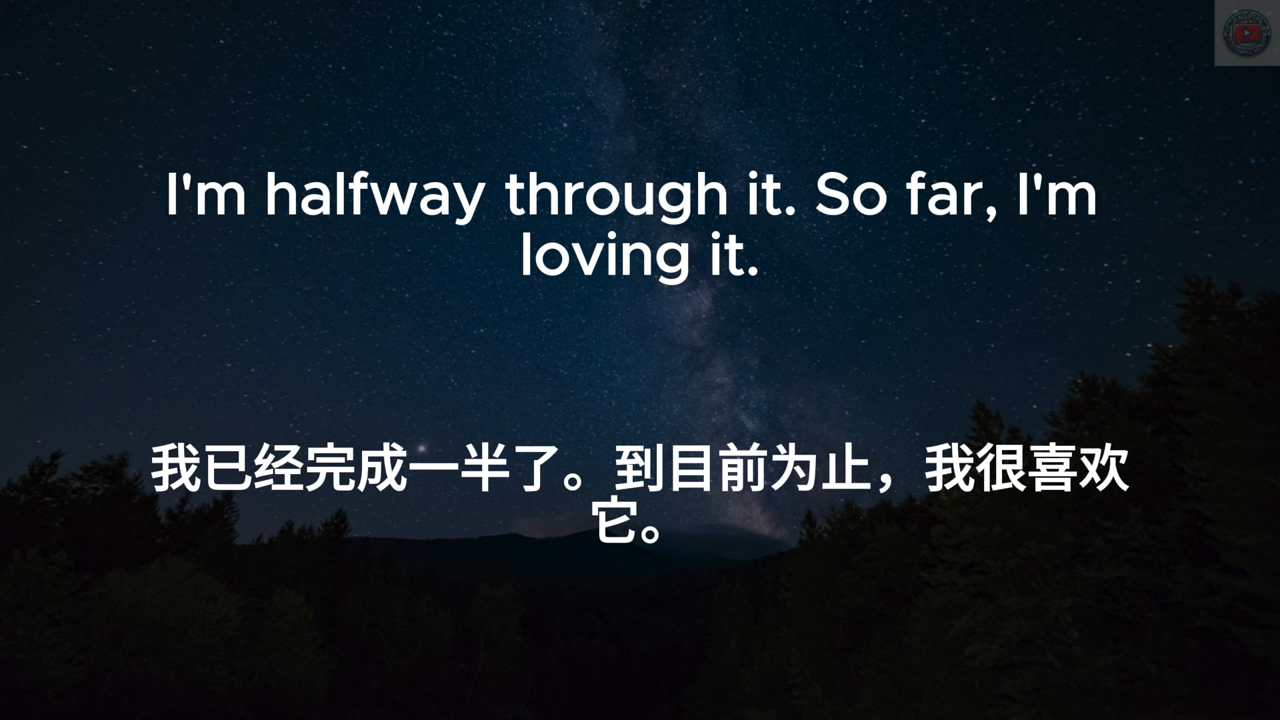 I'm halfway through it. So far, I'm
loving it.
我已经完成一半了。到目前为止，我很喜欢
它。